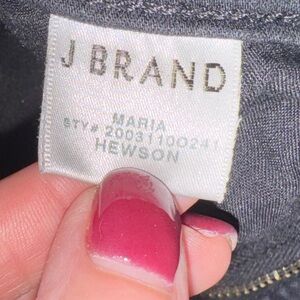 J BRAND
MARIA
STY# 20031100241
HEWSON